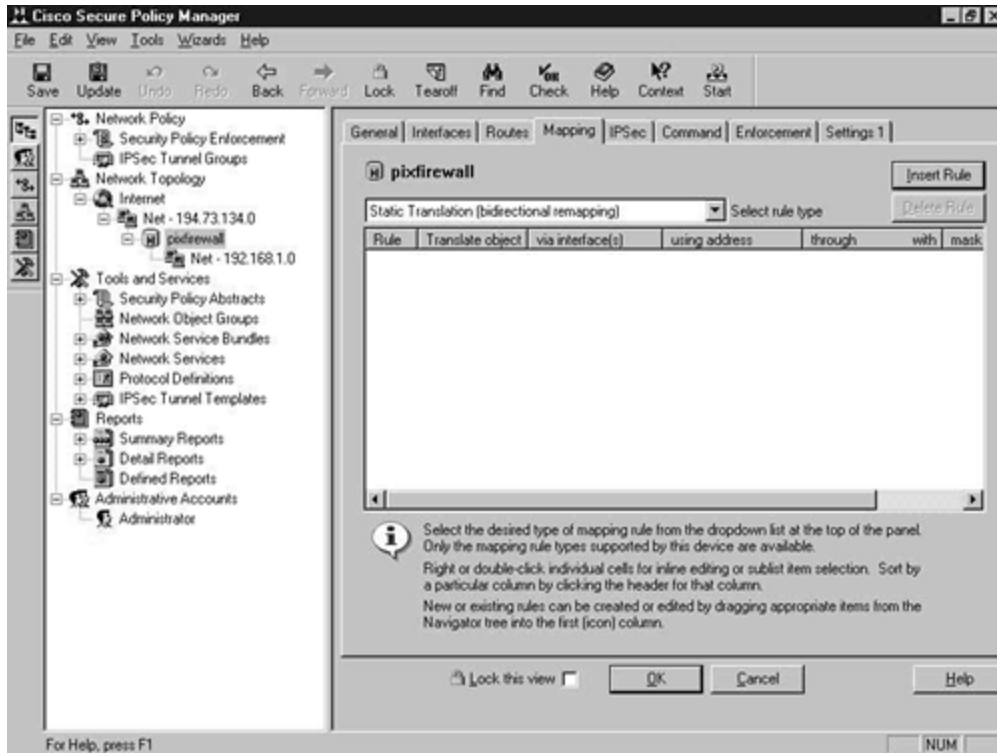 Cisco Secure Policy Manager
File Edit View Tools Wizards Help
Save Update Undo Redo Back Forward Lock Tearoff Find Check Help Context Start
Network Policy
Security Policy Enforcement
IPSec Tunnel Groups
Network Topology
Internet
Net - 194.73.134.0
pixfirewall
Net - 192.168.1.0
Tools and Services
Security Policy Abstracts
Network Object Groups
Network Service Bundles
Network Services
Protocol Definitions
IPSec Tunnel Templates
Reports
Summary Reports
Detail Reports
Defined Reports
Administrative Accounts
Administrator
General Interfaces Routes Mapping IPSec Command Enforcement Settings 1
pixfirewall
Insert Rule
Static Translation (bidirectional remapping) Select rule type
Delete Rule
Rule Translate object via interface(s) using address through with mask
Select the desired type of mapping rule from the dropdown list at the top of the panel.
Only the mapping rule types supported by this device are available.
Right or double-click individual cells for inline editing or sublist item selection. Sort by
a particular column by clicking the header for that column.
New or existing rules can be created or edited by dragging appropriate items from the
Navigator tree into the first (icon) column.
Lock this view OK Cancel Help
For Help, press F1 NUM